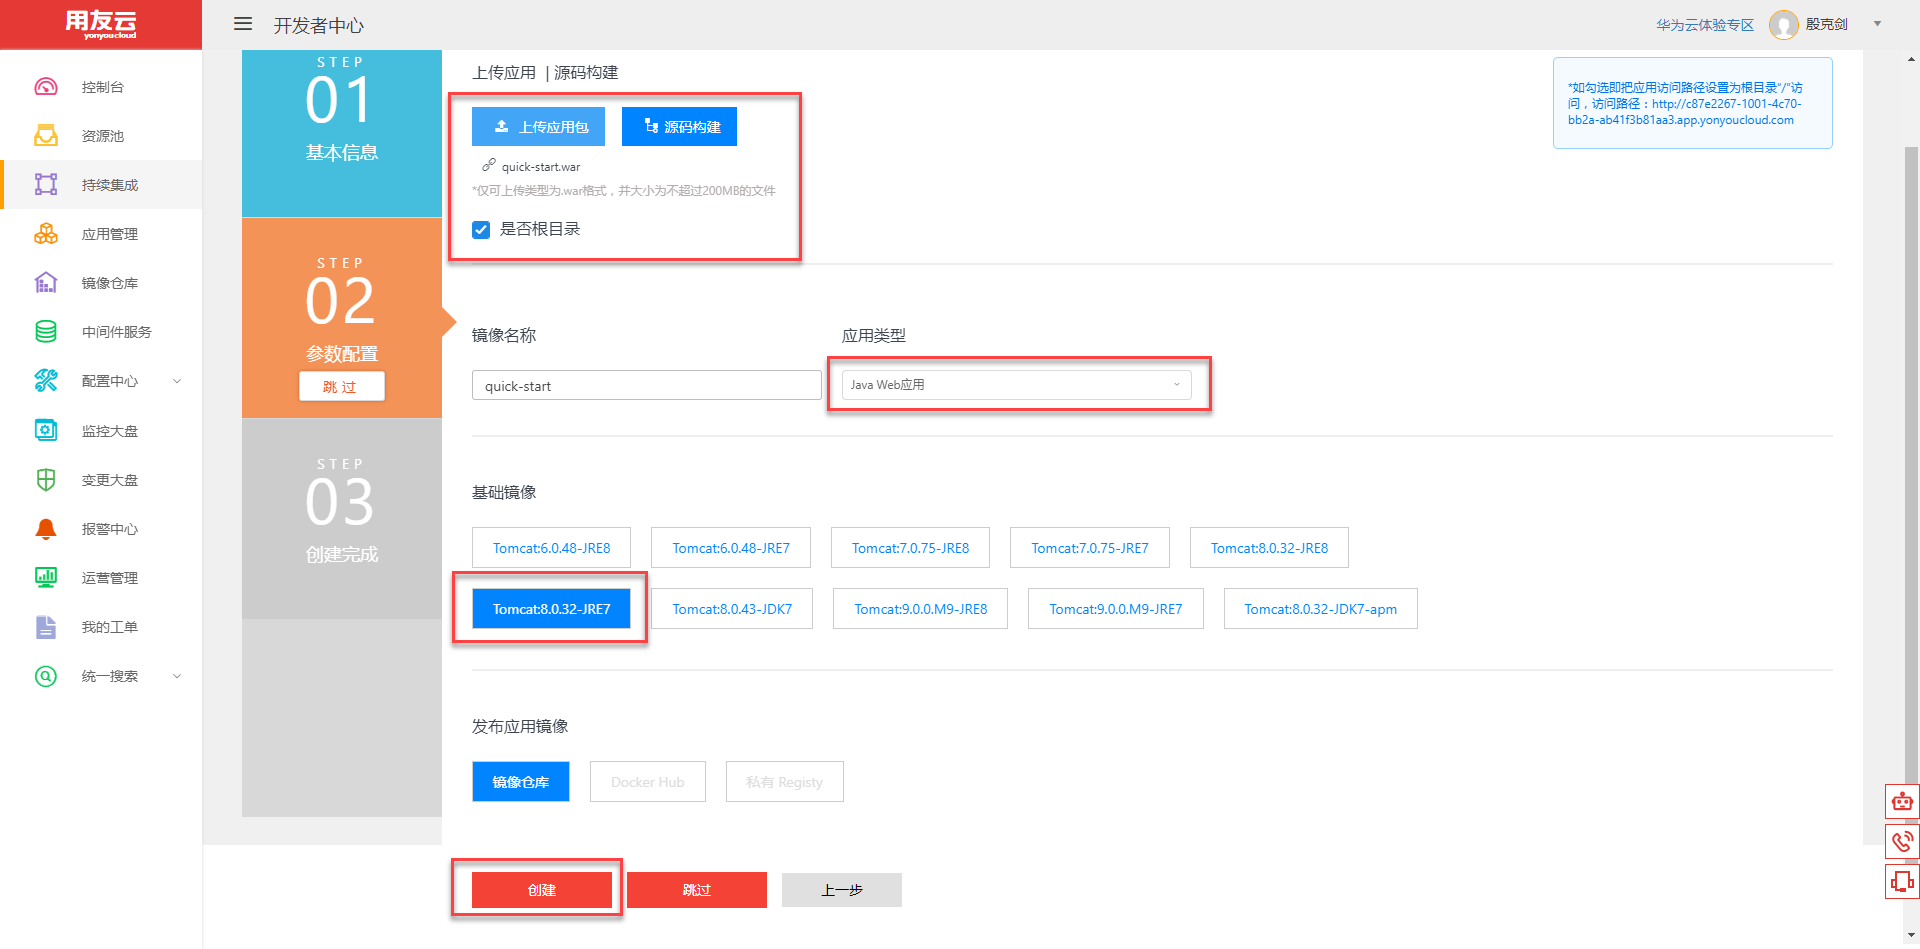 用友云
yonyoucloud
开发者中心
华为云体验专区
殷克剑
控制台
资源池
持续集成
应用管理
镜像仓库
中间件服务
配置中心
监控大盘
变更大盘
报警中心
运营管理
我的工单
统一搜索
STEP
01
基本信息
STEP
02
参数配置
跳过
STEP
03
创建完成
上传应用 | 源码构建
上传应用包
源码构建
quick-start.war
*仅可上传类型为.war格式，并大小为不超过200MB的文件
是否根目录
*如勾选即把应用访问路径设置为根目录“/”访
问，访问路径：http://c87e2267-1001-4c70-
bb2a-ab41f3b81aa3.app.yonyoucloud.com
镜像名称
应用类型
quick-start
Java Web应用
基础镜像
Tomcat:6.0.48-JRE8
Tomcat:6.0.48-JRE7
Tomcat:7.0.75-JRE8
Tomcat:7.0.75-JRE7
Tomcat:8.0.32-JRE8
Tomcat:8.0.32-JRE7
Tomcat:8.0.43-JDK7
Tomcat:9.0.0.M9-JRE8
Tomcat:9.0.0.M9-JRE7
Tomcat:8.0.32-JDK7-apm
发布应用镜像
镜像仓库
Docker Hub
私有 Registy
创建
跳过
上一步